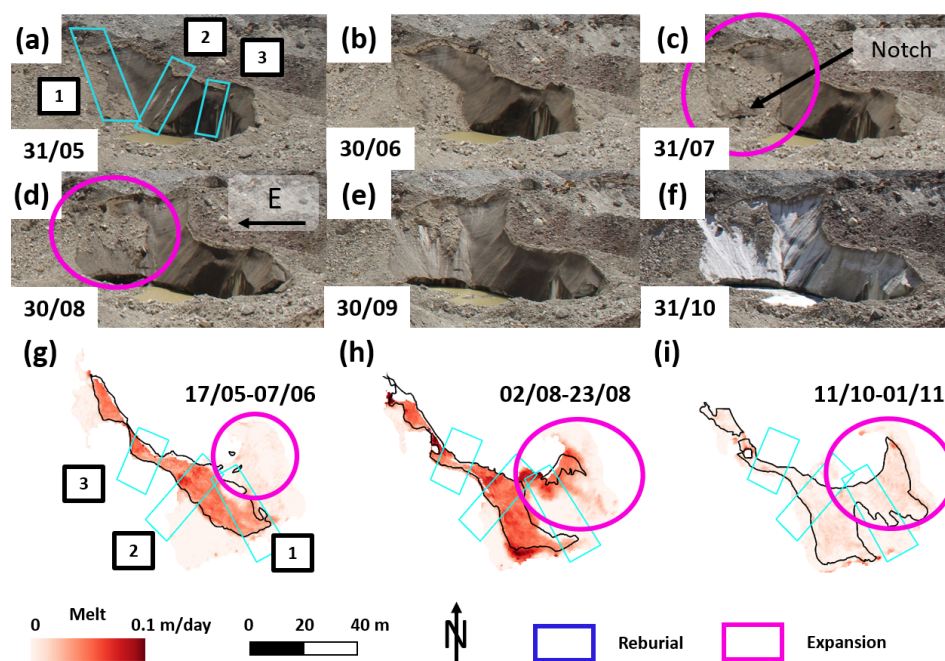 (a)
1
2
3
31/05
(b)
30/06
(c)
Notch
31/07
(d)
E
30/08
(e)
30/09
(f)
31/10
(g)
17/05-07/06
3
2
1
(h)
02/08-23/08
(i)
11/10-01/11
Melt
0 0.1 m/day
0 20 40 m
N
Reburial
Expansion